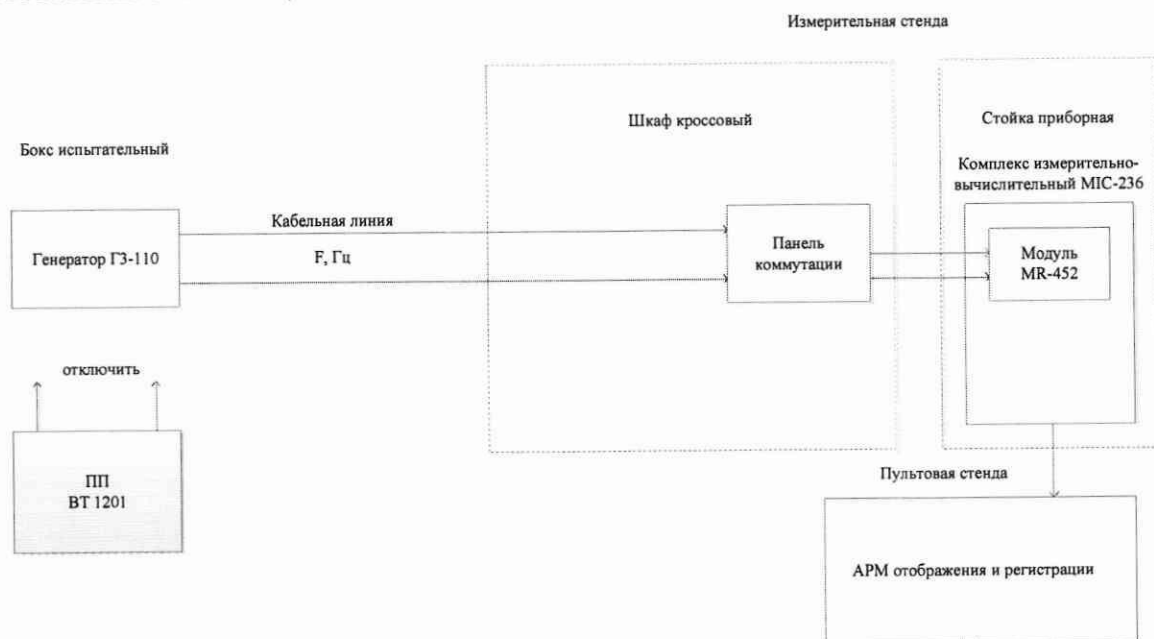 Измерительная стенда
Шкаф кроссовый
Стойка приборная
Бокс испытательный
Комплекс измерительно-
вычислительный MIC-236
Генератор ГЗ-110
Кабельная линия
F, Гц
Панель
коммутации
Модуль
MR-452
отключить
ПП
ВТ 1201
Пультовая стенда
АРМ отображения и регистрации